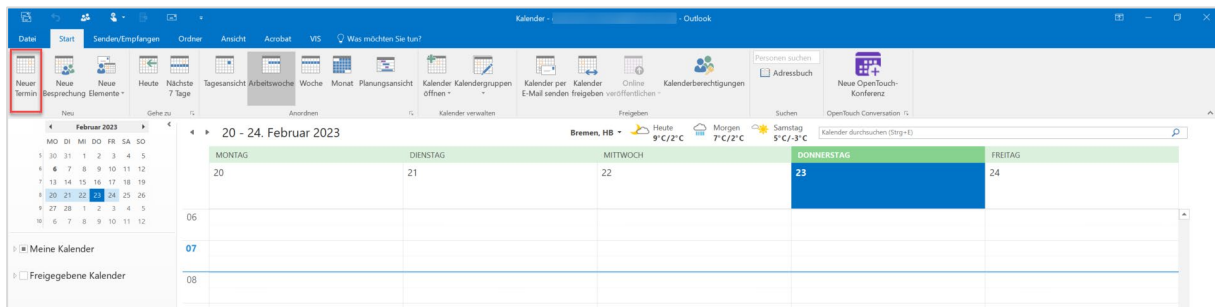 Kalender - - Outlook
Datei Start Senden/Empfangen Ordner Ansicht Acrobat VIS Was möchten Sie tun?
Neuer Termin
Neue Besprechung
Neue Elemente
Heute
Nächste 7 Tage
Tagesansicht
Arbeitswoche
Woche
Monat
Planungsansicht
Kalender öffnen
Kalendergruppen
Kalender per E-Mail senden
Kalender freigeben
Online veröffentlichen
Kalenderberechtigungen
Personen suchen
Adressbuch
Neue OpenTouch-Konferenz
Neu Gehe zu Anordnen Kalender verwalten Freigeben Suchen OpenTouch Conversation
Februar 2023
MO DI MI DO FR SA SO
5 30 31 1 2 3 4 5
6 6 7 8 9 10 11 12
7 13 14 15 16 17 18 19
8 20 21 22 23 24 25 26
9 27 28 1 2 3 4 5
10 6 7 8 9 10 11 12
Meine Kalender
Freigegebene Kalender
20 - 24. Februar 2023
Bremen, HB
Heute 9°C/2°C
Morgen 7°C/2°C
Samstag 5°C/-3°C
Kalender durchsuchen (Strg+E)
MONTAG DIENSTAG MITTWOCH DONNERSTAG FREITAG
20 21 22 23 24
06
07
08